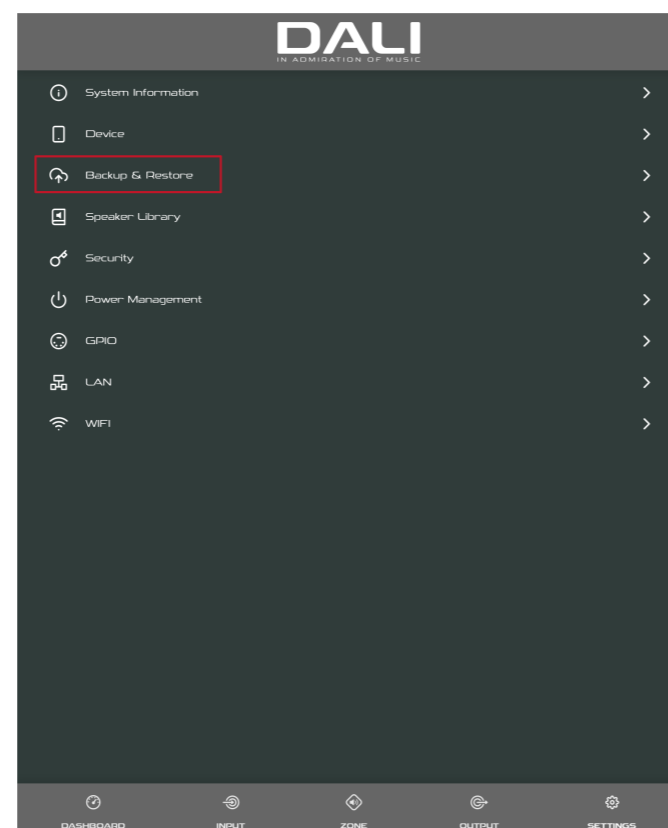 DALI
IN ADMIRATION OF MUSIC
System Information
Device
Backup & Restore
Speaker Library
Security
Power Management
GPIO
LAN
WIFI
DASHBOARD INPUT ZONE OUTPUT SETTINGS